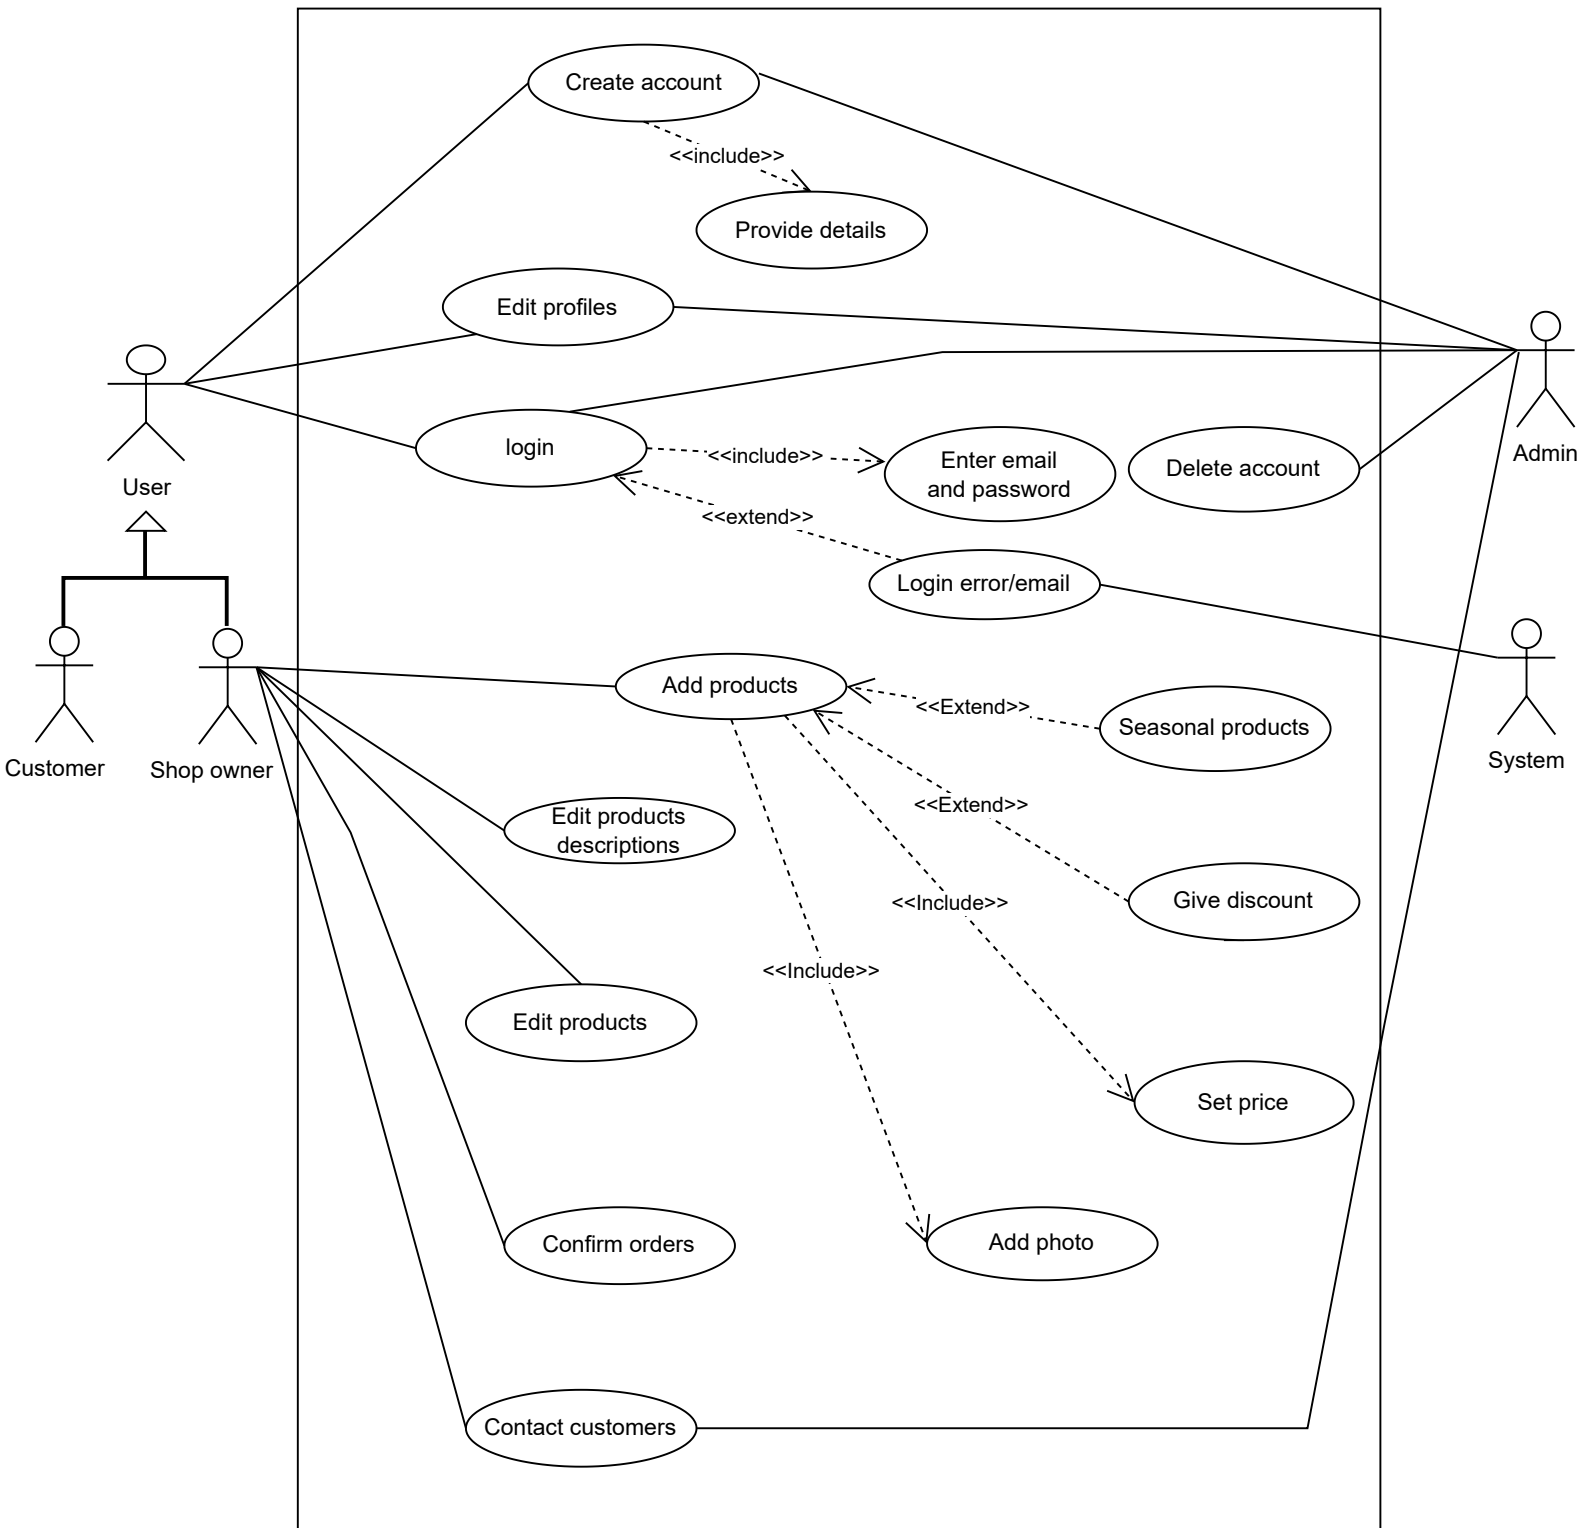 Create account
<<include>>
Provide details
Edit profiles
login
<<include>>
Enter email
and password
Delete account
Admin
User
<<extend>>
Login error/email
Add products
<<Extend>>
Seasonal products
System
Customer
Shop owner
<<Extend>>
Edit products
descriptions
<<Include>>
Give discount
<<Include>>
Edit products
Set price
Confirm orders
Add photo
Contact customers